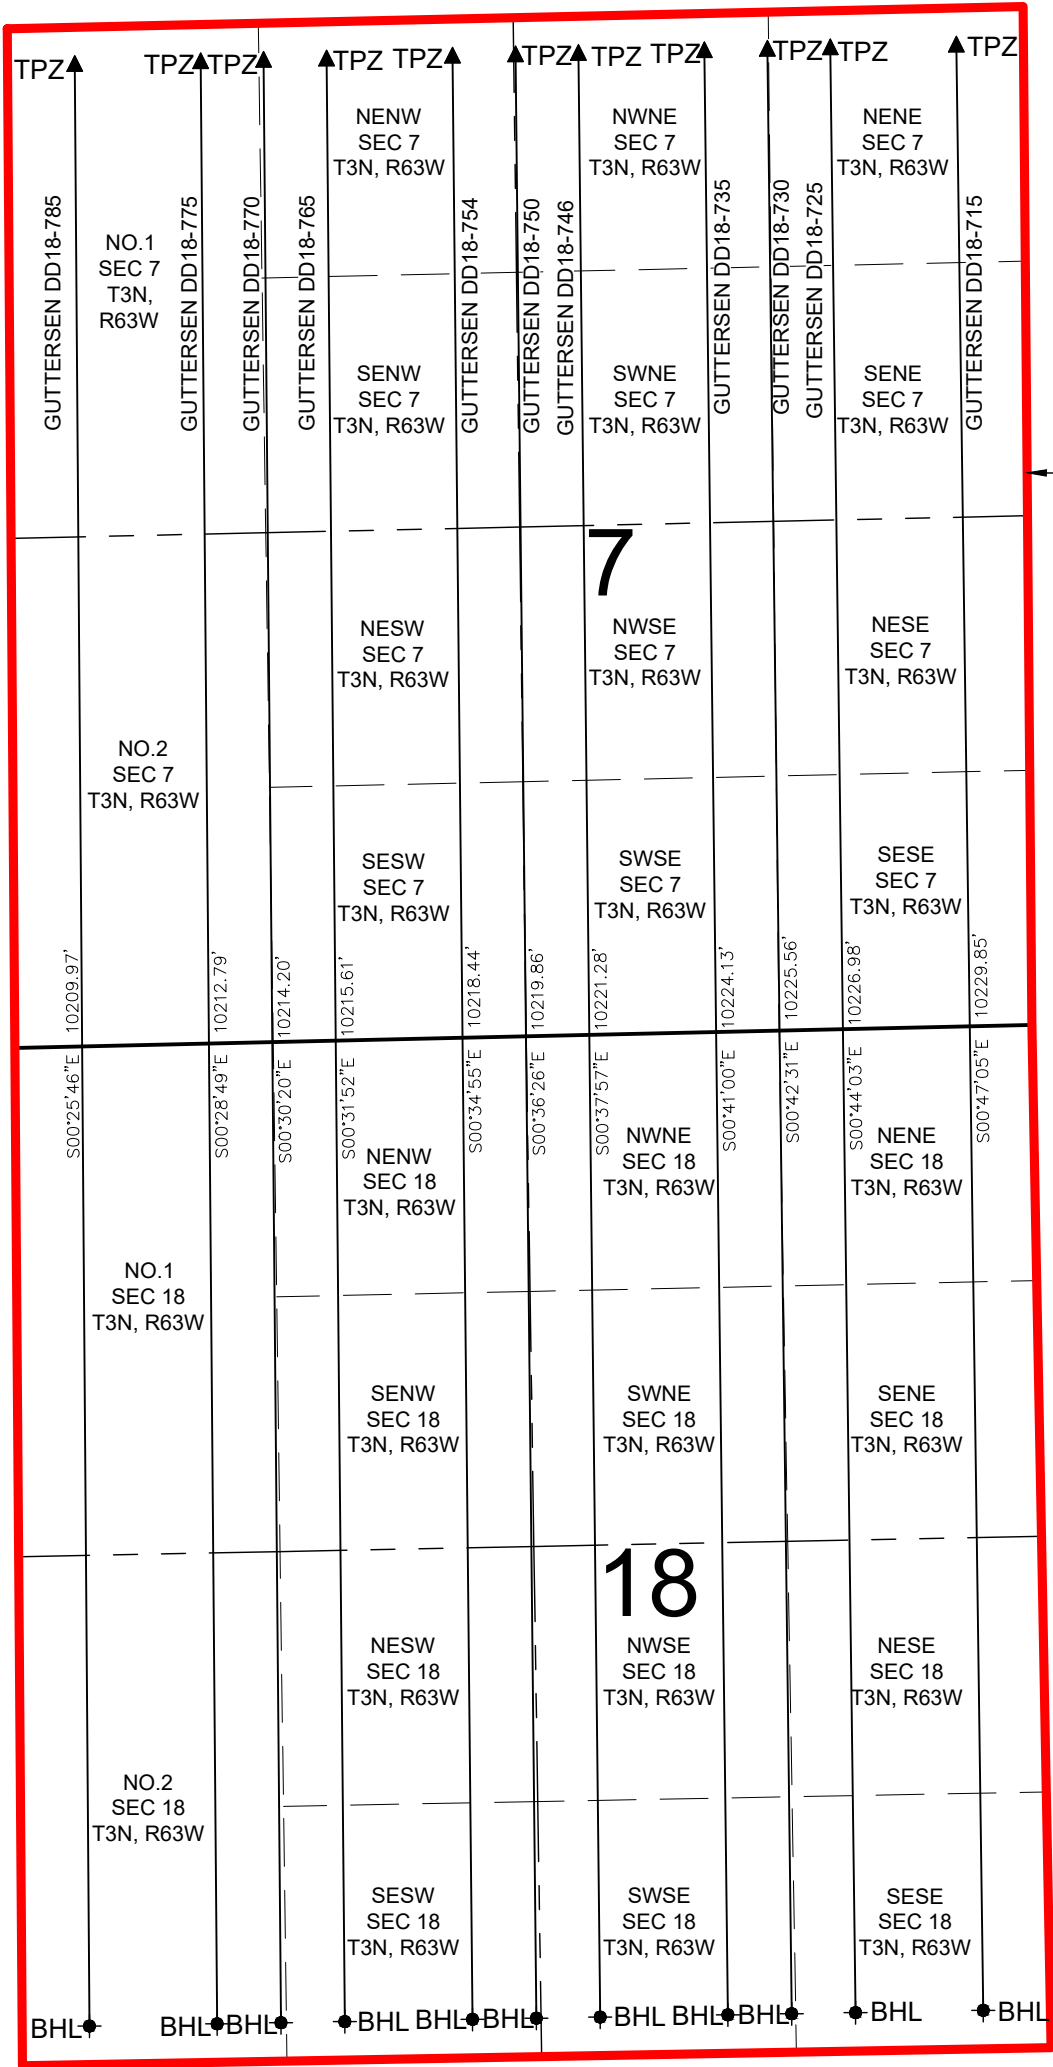 TPZ TPZ TPZ TPZ TPZ TPZ TPZ TPZ TPZ TPZ TPZ
NENW
SEC 7
T3N, R63W
NWNE
SEC 7
T3N, R63W
NENE
SEC 7
T3N, R63W
GUTTERSEN DD18-785
GUTTERSEN DD18-775
GUTTERSEN DD18-770
GUTTERSEN DD18-765
GUTTERSEN DD18-754
GUTTERSEN DD18-750
GUTTERSEN DD18-746
GUTTERSEN DD18-735
GUTTERSEN DD18-730
GUTTERSEN DD18-725
GUTTERSEN DD18-715
NO.1
SEC 7
T3N,
R63W
SENW
SEC 7
T3N, R63W
SWNE
SEC 7
T3N, R63W
SENE
SEC 7
T3N, R63W
7
NESW
SEC 7
T3N, R63W
NWSE
SEC 7
T3N, R63W
NESE
SEC 7
T3N, R63W
NO.2
SEC 7
T3N, R63W
SESW
SEC 7
T3N, R63W
SWSE
SEC 7
T3N, R63W
SESE
SEC 7
T3N, R63W
S00°25'46"E 10209.97'
S00°28'49"E 10212.79'
S00°30'20"E 10214.20'
S00°31'52"E 10215.61'
S00°34'55"E 10218.44'
S00°36'26"E 10219.86'
S00°37'57"E 10221.28'
S00°41'00"E 10224.13'
S00°42'31"E 10225.56'
S00°44'03"E 10226.98'
S00°47'05"E 10229.85'
NENW
SEC 18
T3N, R63W
NWNE
SEC 18
T3N, R63W
NENE
SEC 18
T3N, R63W
NO.1
SEC 18
T3N, R63W
SENW
SEC 18
T3N, R63W
SWNE
SEC 18
T3N, R63W
SENE
SEC 18
T3N, R63W
18
NESW
SEC 18
T3N, R63W
NWSE
SEC 18
T3N, R63W
NESE
SEC 18
T3N, R63W
NO.2
SEC 18
T3N, R63W
SESW
SEC 18
T3N, R63W
SWSE
SEC 18
T3N, R63W
SESE
SEC 18
T3N, R63W
BHL BHL BHL BHL BHL BHL BHL BHL BHL BHL BHL